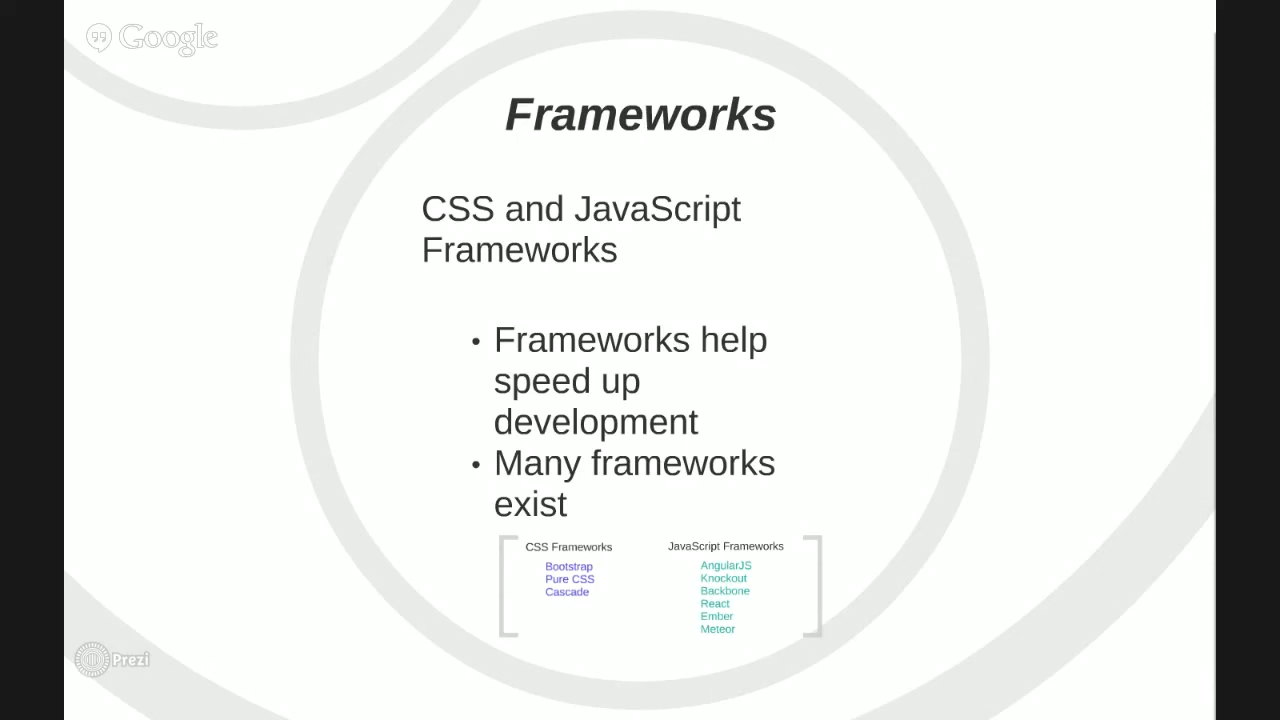 Google
Frameworks
CSS and JavaScript
Frameworks
• Frameworks help
speed up
development
• Many frameworks
exist
CSS Frameworks
Bootstrap
Pure CSS
Cascade
JavaScript Frameworks
AngularJS
Knockout
Backbone
React
Ember
Meteor
Prezi